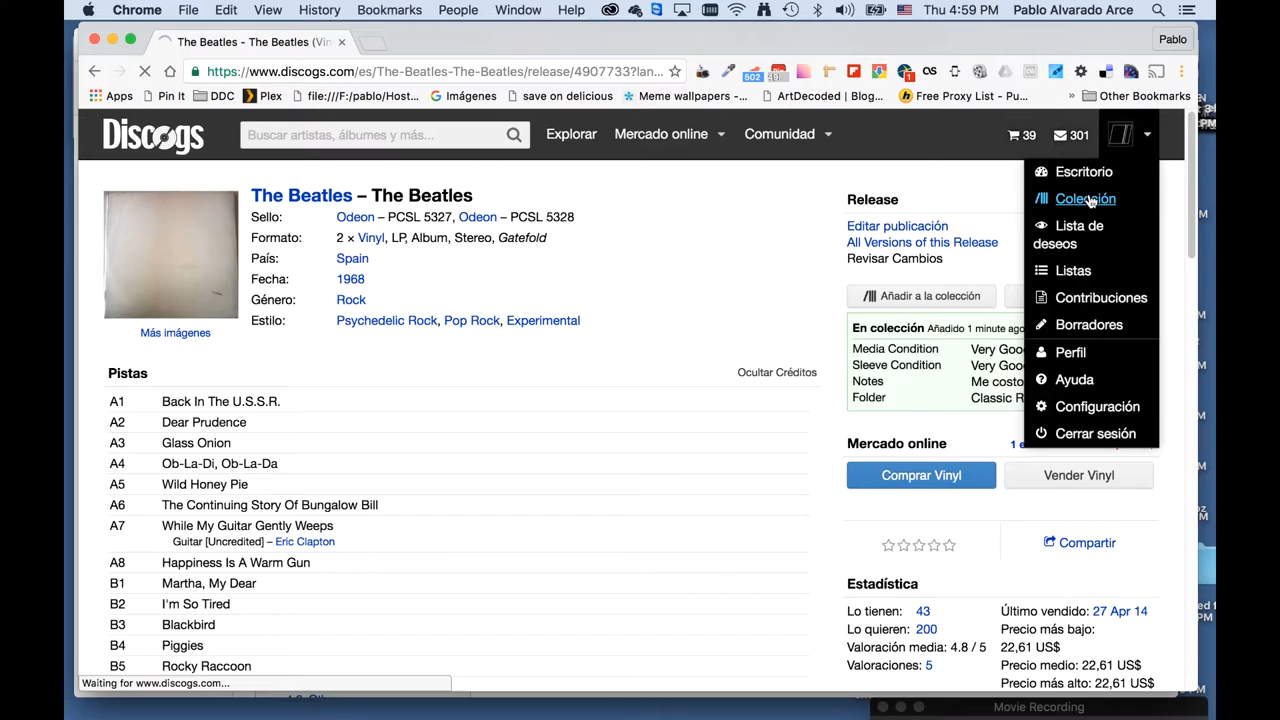 Chrome File Edit View History Bookmarks People Window Help Thu 4:59 PM Pablo Alvarado Arce
The Beatles - The Beatles (Vin
Pablo
https://www.discogs.com/es/The-Beatles-The-Beatles/release/4907733?lan...
502
Apps Pin It DDC Plex file:///F:/pablo/Host... Imágenes save on delicious Meme wallpapers -... ArtDecoded | Blog... Free Proxy List - Pu... » Other Bookmarks
Discogs
Buscar artistas, álbumes y más...
Explorar Mercado online Comunidad 39 301
Escritorio
Colección
Lista de
deseos
Listas
Contribuciones
Borradores
Perfil
Ayuda
Configuración
Cerrar sesión
The Beatles – The Beatles
Sello: Odeon – PCSL 5327, Odeon – PCSL 5328
Formato: 2 × Vinyl, LP, Album, Stereo, Gatefold
País: Spain
Fecha: 1968
Género: Rock
Estilo: Psychedelic Rock, Pop Rock, Experimental
Más imágenes
Pistas
Ocultar Créditos
A1 Back In The U.S.S.R.
A2 Dear Prudence
A3 Glass Onion
A4 Ob-La-Di, Ob-La-Da
A5 Wild Honey Pie
A6 The Continuing Story Of Bungalow Bill
A7 While My Guitar Gently Weeps
Guitar [Uncredited] – Eric Clapton
A8 Happiness Is A Warm Gun
B1 Martha, My Dear
B2 I'm So Tired
B3 Blackbird
B4 Piggies
B5 Rocky Raccoon
Release
Editar publicación
All Versions of this Release
Revisar Cambios
Añadir a la colección
En colección Añadido 1 minute ago
Media Condition Very Goo
Sleeve Condition Very Goo
Notes Me costo
Folder Classic R
Mercado online 1 e
Comprar Vinyl
Vender Vinyl
Compartir
Estadística
Lo tienen: 43
Lo quieren: 200
Valoración media: 4.8 / 5
Valoraciones: 5
Último vendido: 27 Apr 14
Precio más bajo:
22,61 US$
Precio medio: 22,61 US$
Precio más alto: 22,61 US$
Waiting for www.discogs.com...
Movie Recording